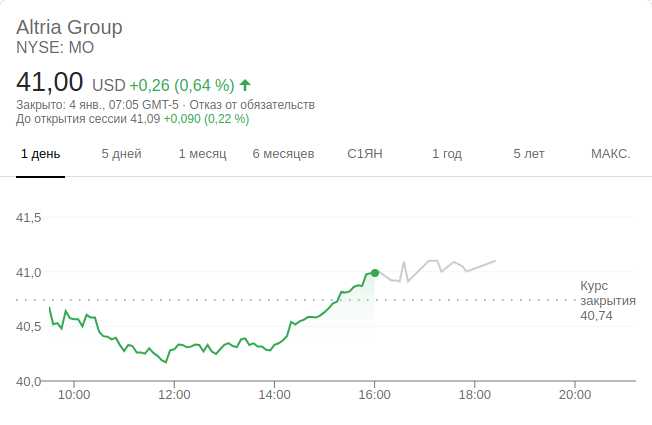 Altria Group
NYSE: MO
41,00 USD +0,26 (0,64 %)
Закрыто: 4 янв., 07:05 GMT-5 · Отказ от обязательств
До открытия сессии 41,09 +0,090 (0,22 %)
1 день 5 дней 1 месяц 6 месяцев С1ЯН 1 год 5 лет МАКС.
41,5
41,0
Курс
закрытия
40,74
40,5
40,0
10:00 12:00 14:00 16:00 18:00 20:00